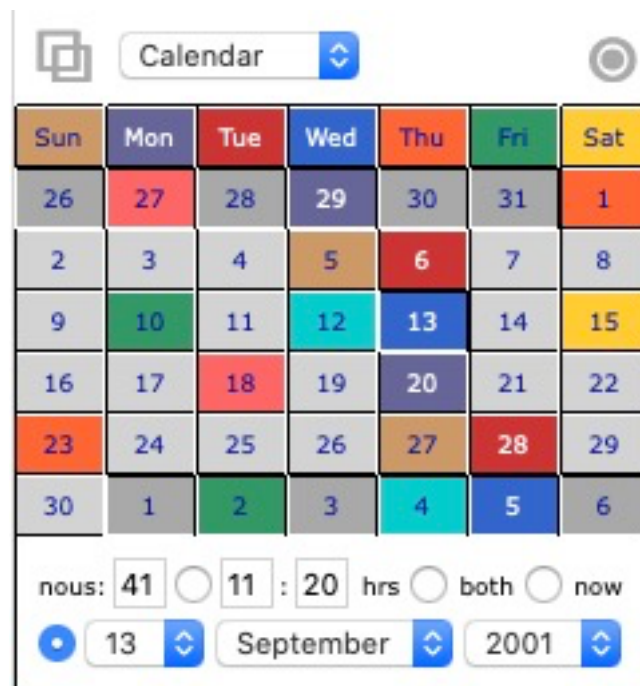 Calendar
Sun Mon Tue Wed Thu Fri Sat
26 27 28 29 30 31 1
2 3 4 5 6 7 8
9 10 11 12 13 14 15
16 17 18 19 20 21 22
23 24 25 26 27 28 29
30 1 2 3 4 5 6
nous: 41 11 : 20 hrs both now
13 September 2001